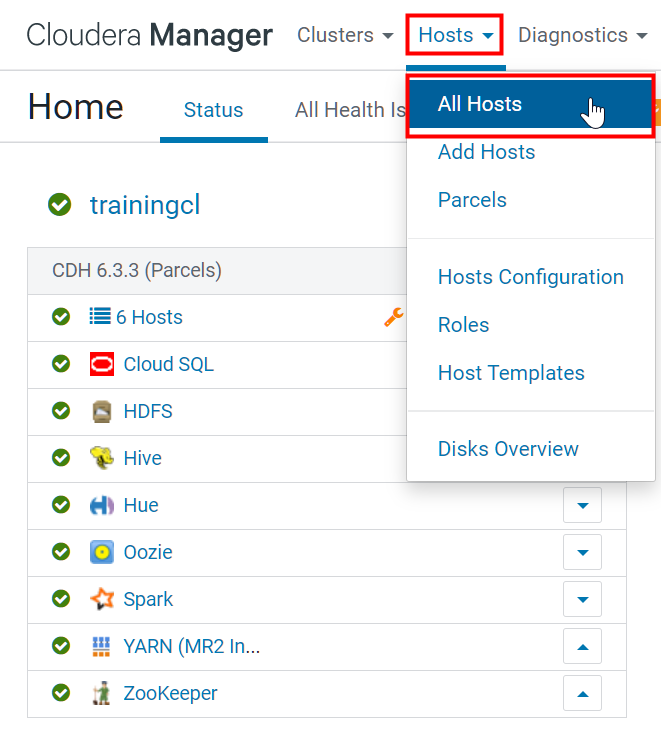 Cloudera Manager Clusters Hosts Diagnostics
Home Status All Health Is
All Hosts
Add Hosts
Parcels
Hosts Configuration
Roles
Host Templates
Disks Overview
trainingcl
CDH 6.3.3 (Parcels)
6 Hosts
Cloud SQL
HDFS
Hive
Hue
Oozie
Spark
YARN (MR2 In...
ZooKeeper